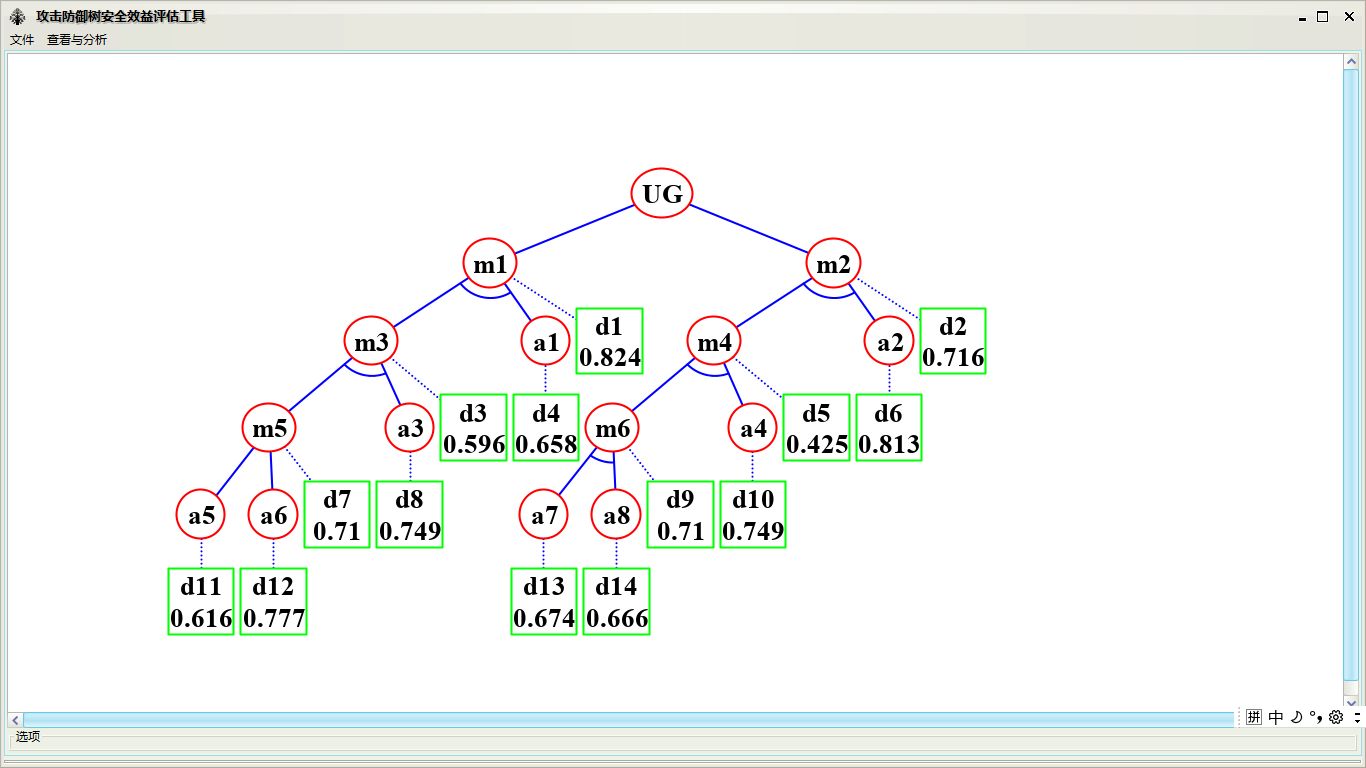 攻击防御树安全效益评估工具
文件 查看与分析
UG
m1
m2
m3
a1
d1
0.824
m4
a2
d2
0.716
m5
a3
d3
0.596
d4
0.658
m6
a4
d5
0.425
d6
0.813
a5
a6
d7
0.71
d8
0.749
a7
a8
d9
0.71
d10
0.749
d11
0.616
d12
0.777
d13
0.674
d14
0.666
拼 中
选项